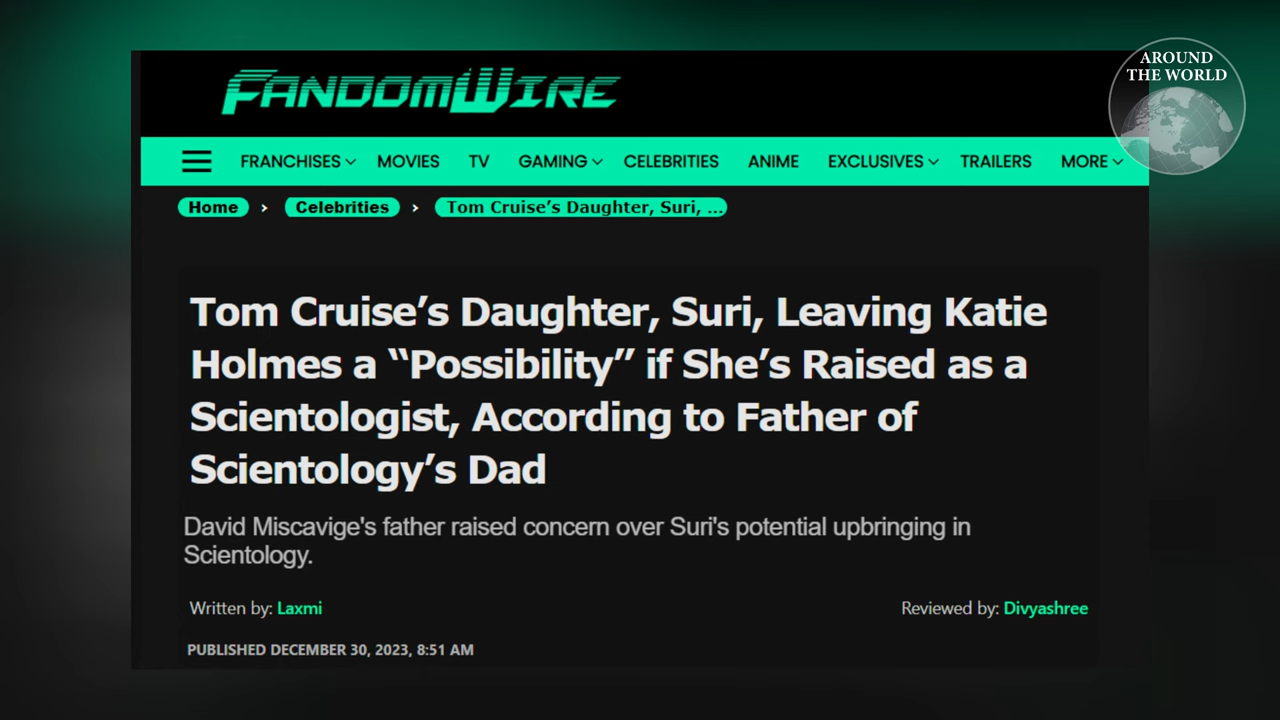 AROUND
THE WORLD
FANDOMWIRE
FRANCHISES MOVIES TV GAMING CELEBRITIES ANIME EXCLUSIVES TRAILERS MORE
Home › Celebrities › Tom Cruise’s Daughter, Suri, ...
Tom Cruise’s Daughter, Suri, Leaving Katie
Holmes a “Possibility” if She’s Raised as a
Scientologist, According to Father of
Scientology’s Dad
David Miscavige's father raised concern over Suri's potential upbringing in
Scientology.
Written by: Laxmi Reviewed by: Divyashree
PUBLISHED DECEMBER 30, 2023, 8:51 AM